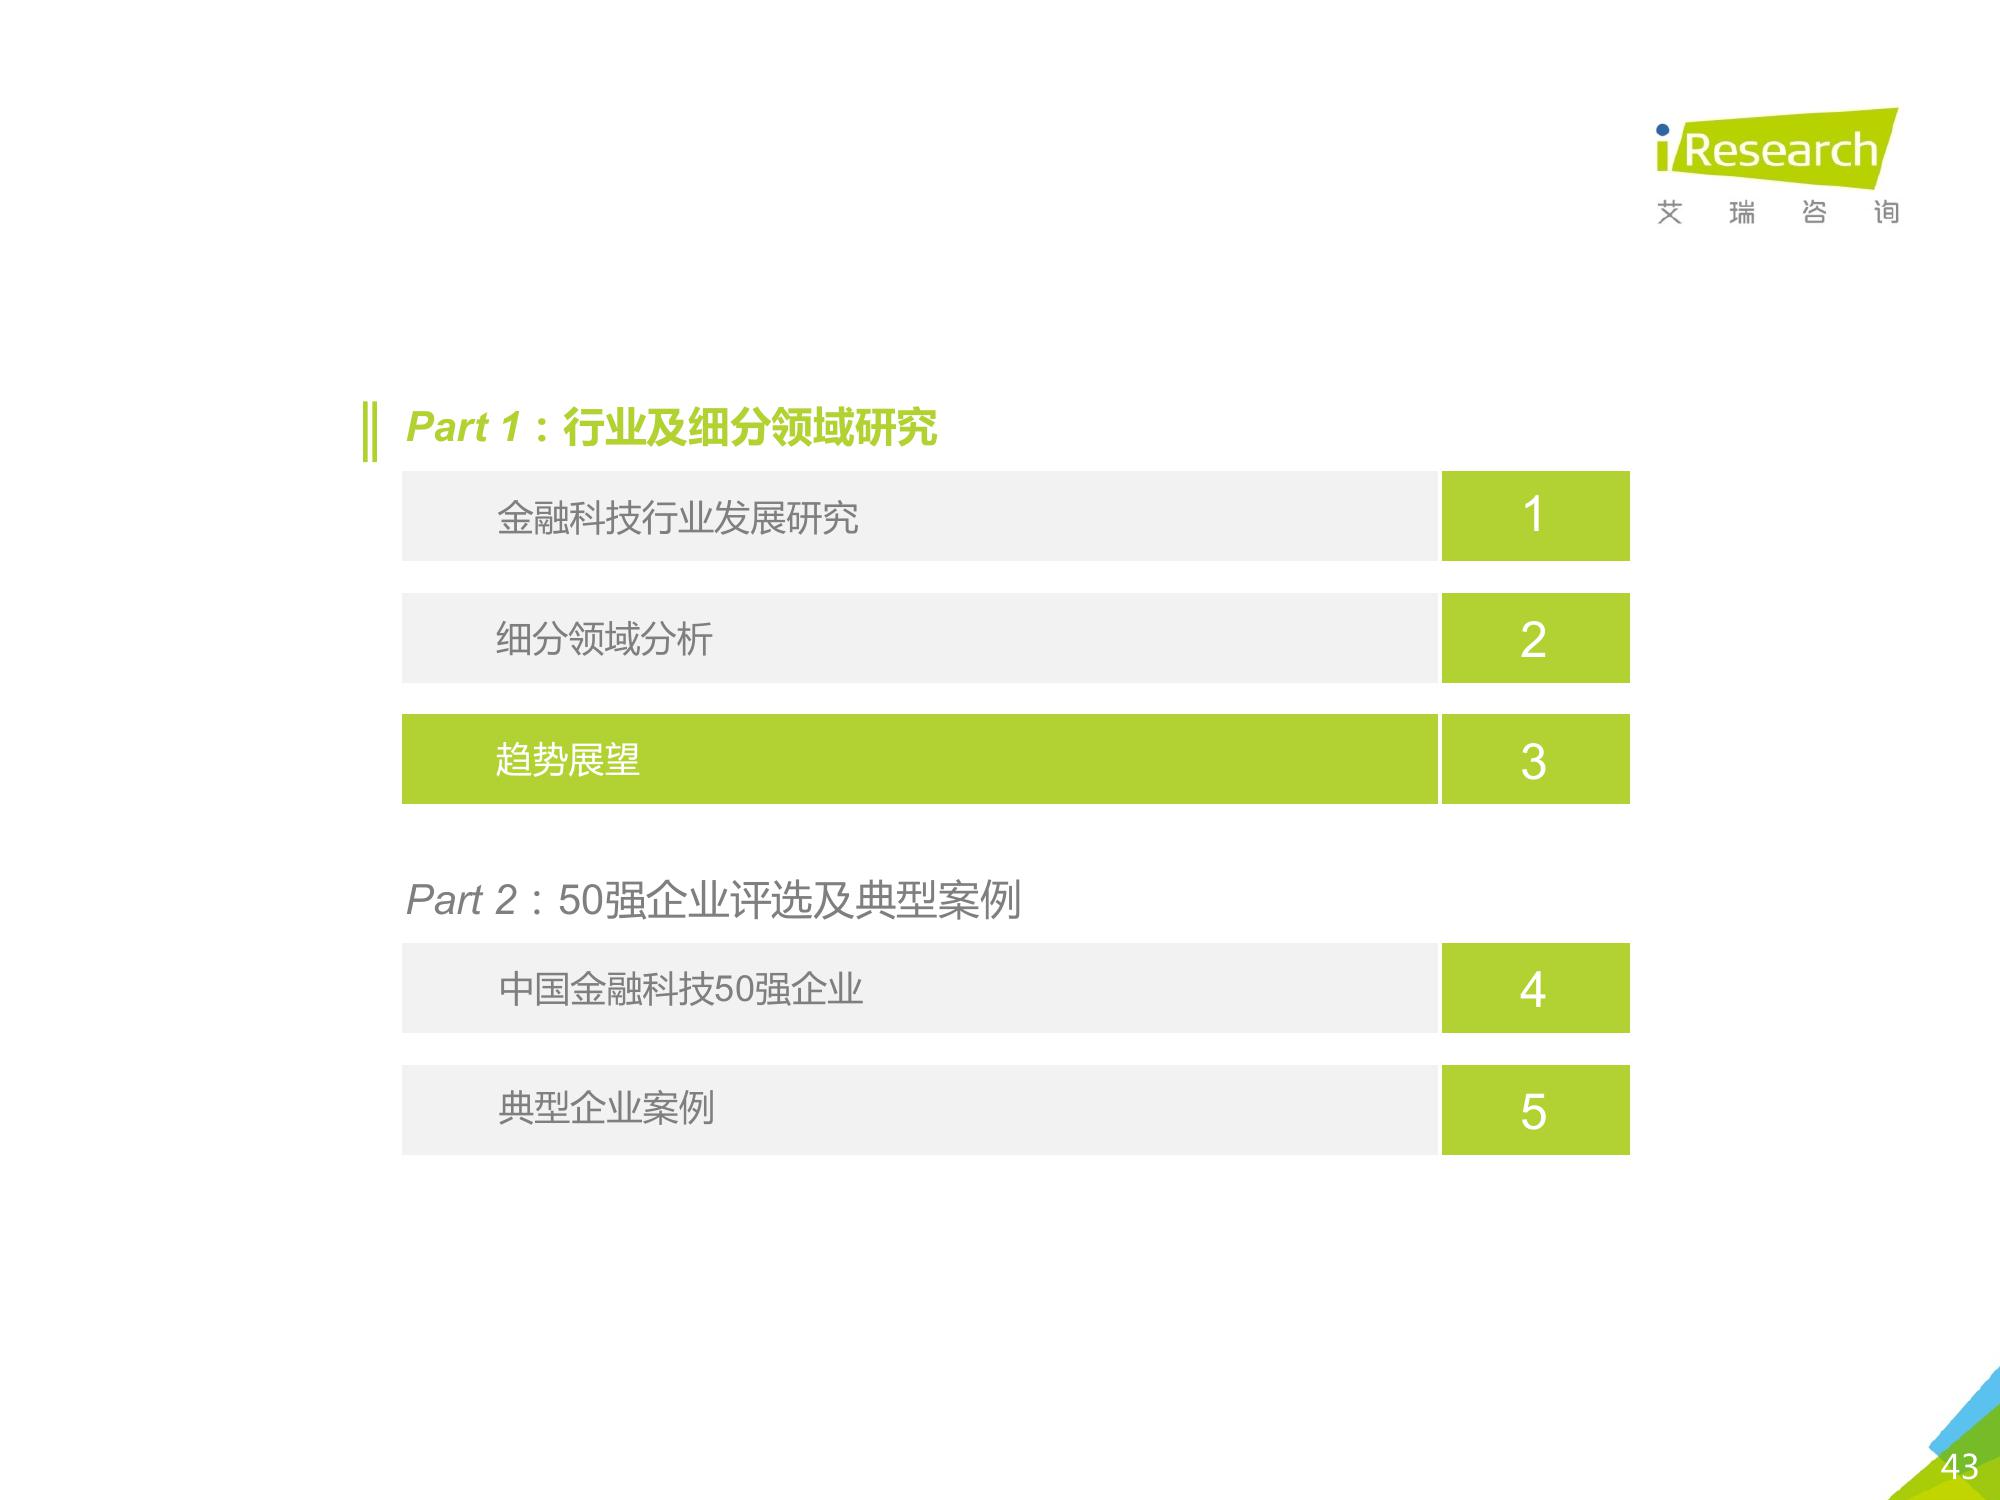 iResearch
艾瑞咨询
Part 1：行业及细分领域研究
金融科技行业发展研究 1
细分领域分析 2
趋势展望 3
Part 2：50强企业评选及典型案例
中国金融科技50强企业 4
典型企业案例 5
43